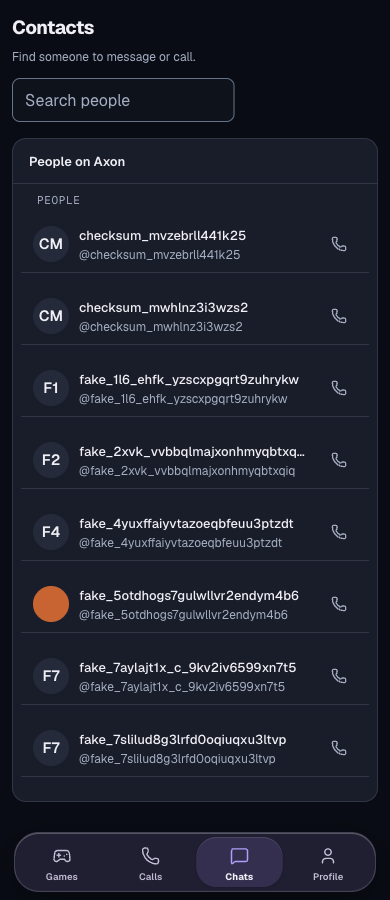 Contacts
Find someone to message or call.
Search people
People on Axon
PEOPLE
CM
checksum_mvzebrll441k25
@checksum_mvzebrll441k25
CM
checksum_mwhlnz3i3wzs2
@checksum_mwhlnz3i3wzs2
F1
fake_1l6_ehfk_yzscxpgqrt9zuhrykw
@fake_1l6_ehfk_yzscxpgqrt9zuhrykw
F2
fake_2xvk_vvbbqlmajxonhmyqbtxq...
@fake_2xvk_vvbbqlmajxonhmyqbtxqiq
F4
fake_4yuxffaiyvtazoeqbfeuu3ptzdt
@fake_4yuxffaiyvtazoeqbfeuu3ptzdt
fake_5otdhogs7gulwllvr2endym4b6
@fake_5otdhogs7gulwllvr2endym4b6
F7
fake_7aylajt1x_c_9kv2iv6599xn7t5
@fake_7aylajt1x_c_9kv2iv6599xn7t5
F7
fake_7slilud8g3lrfd0oqiuqxu3ltvp
@fake_7slilud8g3lrfd0oqiuqxu3ltvp
Games
Calls
Chats
Profile